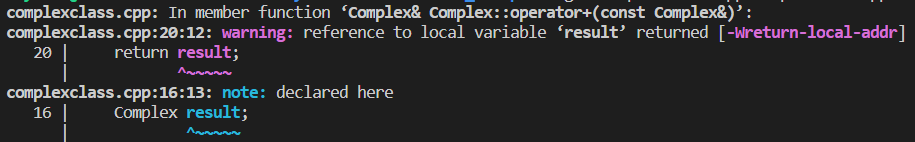 complexclass.cpp: In member function ‘Complex& Complex::operator+(const Complex&)’:
complexclass.cpp:20:12: warning: reference to local variable ‘result’ returned [-Wreturn-local-addr]
   20 |     return result;
      |            ^~~~~~
complexclass.cpp:16:13: note: declared here
   16 |     Complex result;
      |             ^~~~~~